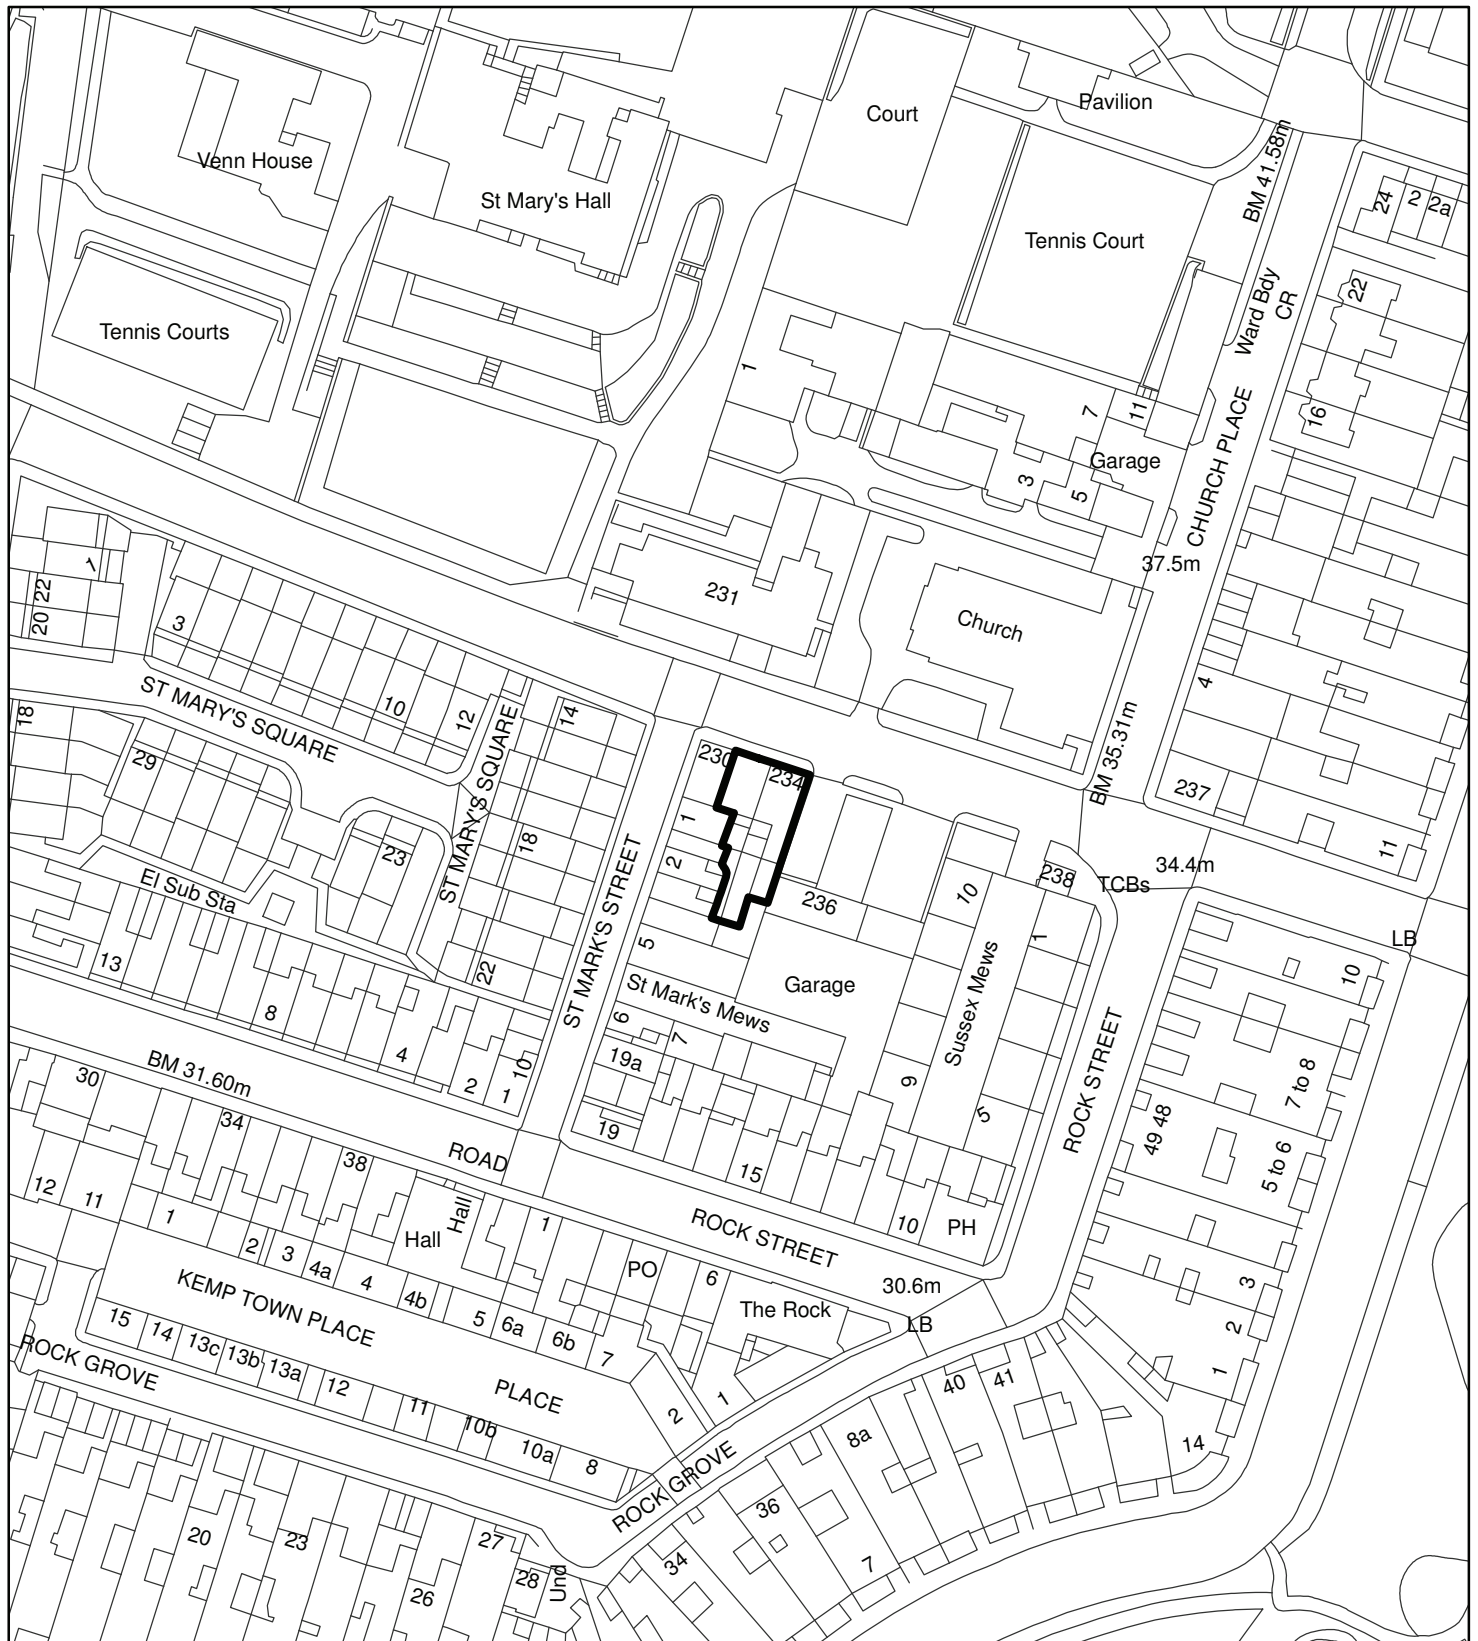 Court
Pavilion
Venn House
St Mary's Hall
BM 41.58m
24
2
2a
Tennis Court
Tennis Courts
Ward Bdy
CR
22
1
7
11
16
CHURCH PLACE
Garage
3
5
37.5m
1
22
20
3
231
Church
4
ST MARY'S SQUARE
10
12
14
ST MARY'S SQUARE
18
29
230
234
BM 35.31m
237
11
1
2
23
18
ST MARY'S SQUARE
El Sub Sta
ST MARK'S STREET
236
10
238
TCBs
34.4m
LB
1
5
13
22
8
St Mark's Mews
Garage
Sussex Mews
10
6
7
4
2
1
10
19a
9
5
ROCK STREET
7 to 8
49 48
5 to 6
BM 31.60m
30
34
38
ROAD
19
15
10
PH
12
11
1
2
3
4a
4
4b
Hall
Hall
1
ROCK STREET
PO
6
The Rock
30.6m
LB
3
2
1
KEMP TOWN PLACE
15
14
13c
13b
13a
12
5
6a
6b
7
ROCK GROVE
PLACE
11
10b
10a
8
2
1
40
41
8a
14
ROCK GROVE
20
23
26
27
28
Und
34
36
7